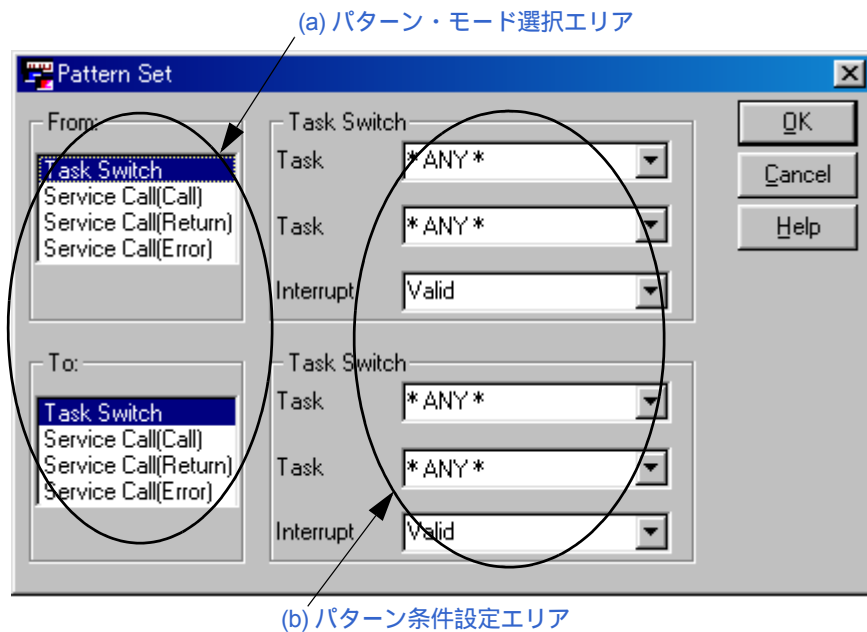 (a) パターン・モード選択エリア
Pattern Set
From:
Task Switch
Service Call(Call)
Service Call(Return)
Service Call(Error)
Task Switch
Task
*ANY*
Task
*ANY*
Interrupt
Valid
OK
Cancel
Help
To:
Task Switch
Service Call(Call)
Service Call(Return)
Service Call(Error)
Task Switch
Task
*ANY*
Task
*ANY*
Interrupt
Valid
(b) パターン条件設定エリア